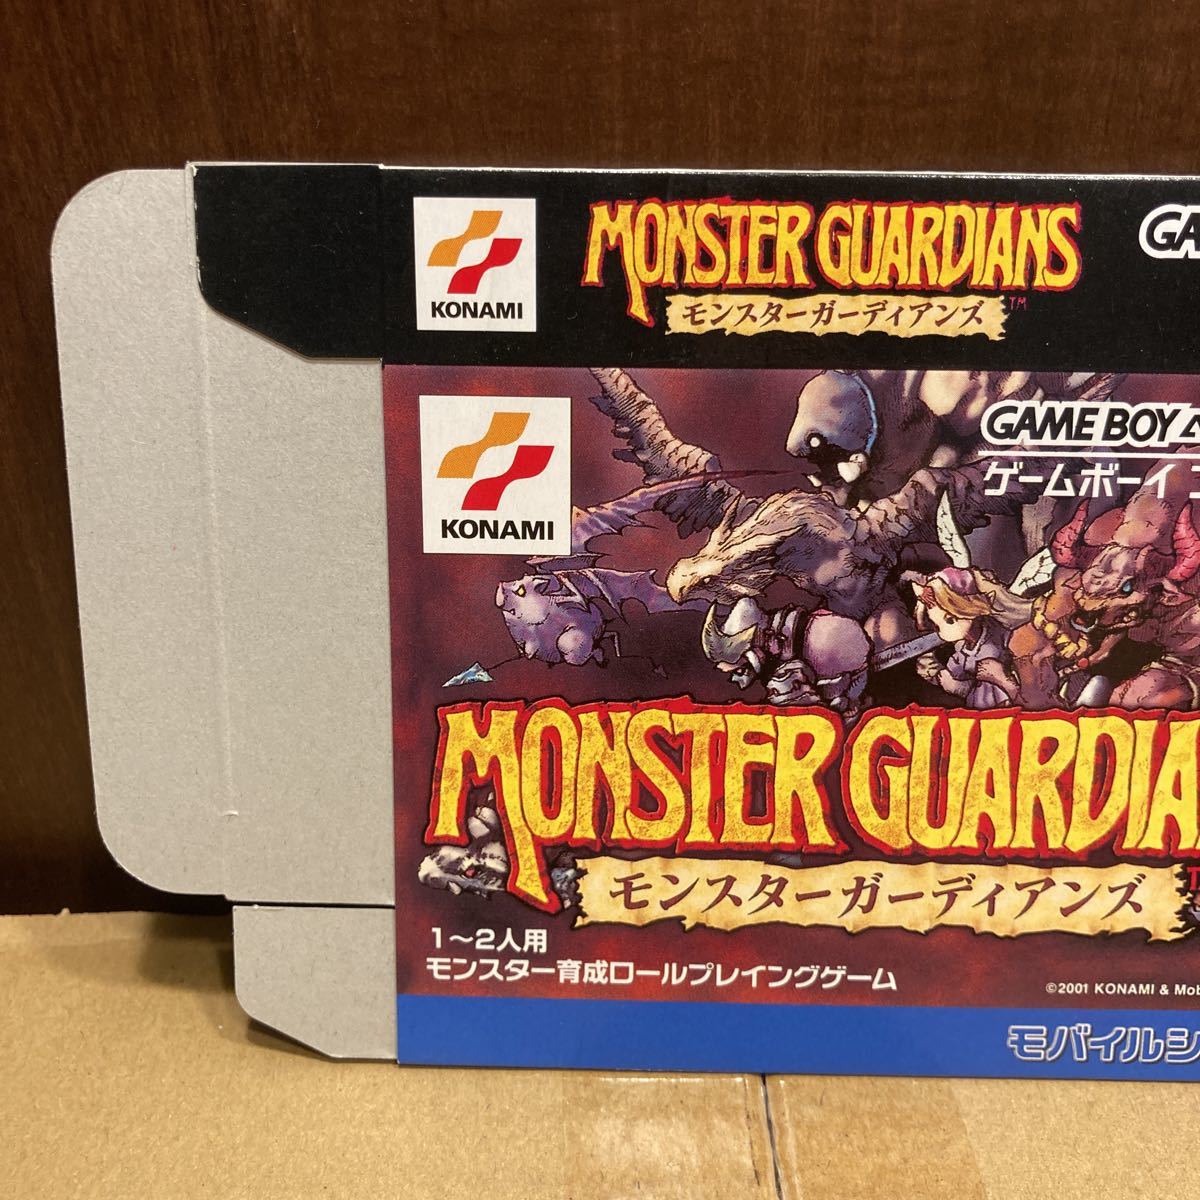 KONAMI
MONSTER GUARDIANS
モンスターガーディアンズ™
KONAMI
GAME BOY
ゲームボーイ
MONSTER GUARDIA
モンスターガーディアンズ
1～2人用
モンスター育成ロールプレイングゲーム
©2001 KONAMI & Mob
モバイルシ